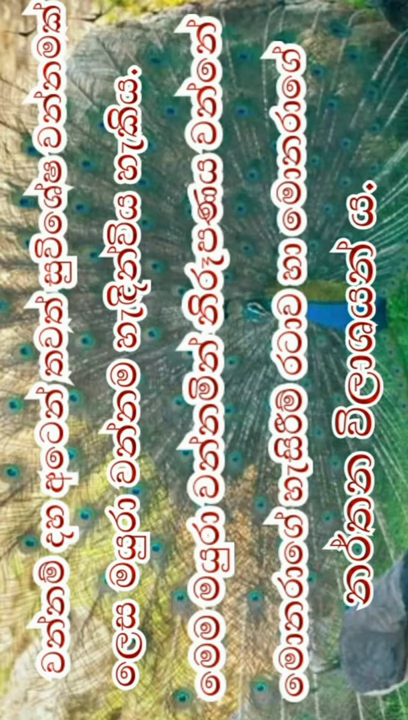 වන්නම් දහ අටෙන් තවත් සුවිශේෂ වන්නමක්
ලෙස මයුරා වන්නම හැඳින්විය හැකිය.
මෙම මයුරා වන්නමින් නිරූපණය වන්නේ
මොනරාගේ හැසිරීම් රටාව හා මොනරාගේ
නර්තන විලාශයන් ය.